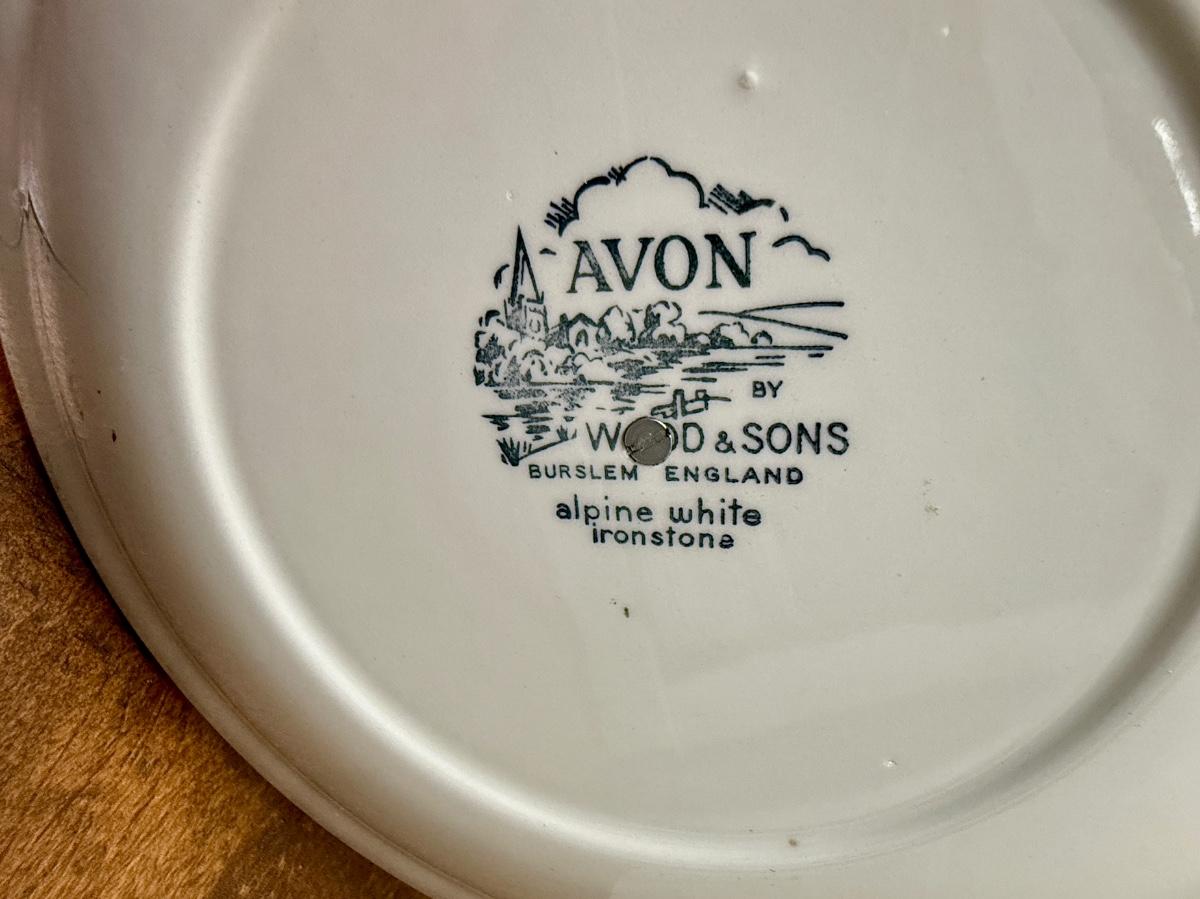 AVON
BY
WOOD & SONS
BURSLEM ENGLAND
alpine white
ironstone